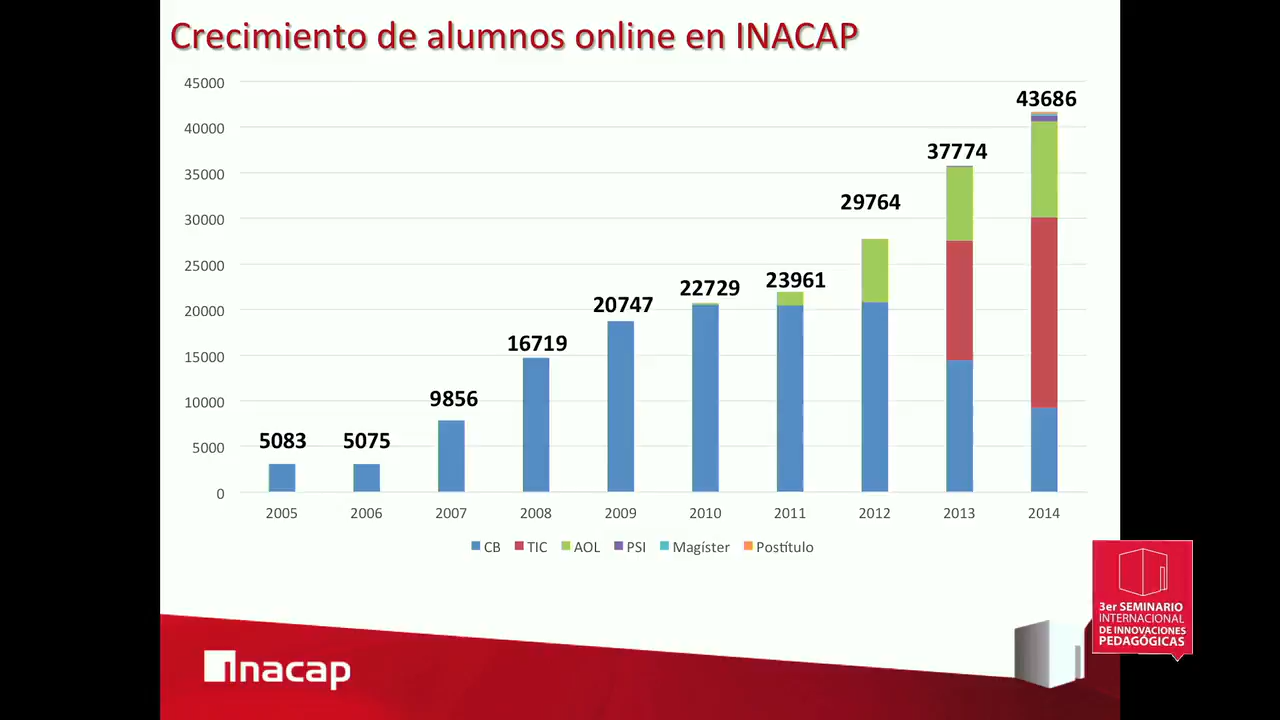 Crecimiento de alumnos online en INACAP
45000
40000
35000
30000
25000
20000
15000
10000
5000
0
5083
5075
9856
16719
20747
22729
23961
29764
37774
43686
2005 2006 2007 2008 2009 2010 2011 2012 2013 2014
CB TIC AOL PSI Magíster Postítulo
Inacap
3er SEMINARIO
INTERNACIONAL
DE INNOVACIONES
PEDAGÓGICAS